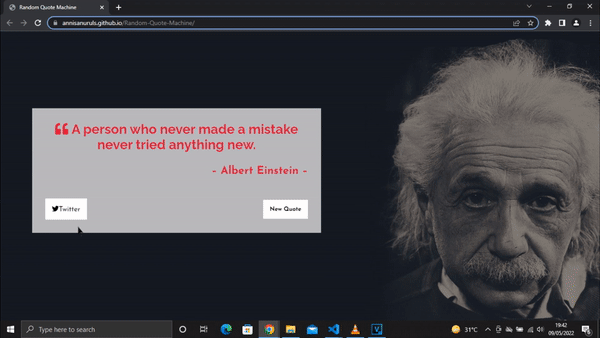 Random Quote Machine
annisanuruls.github.io/Random-Quote-Machine/
A person who never made a mistake
never tried anything new.
- Albert Einstein -
Twitter
New Quote
Type here to search
31°C
19:42
09/05/2022